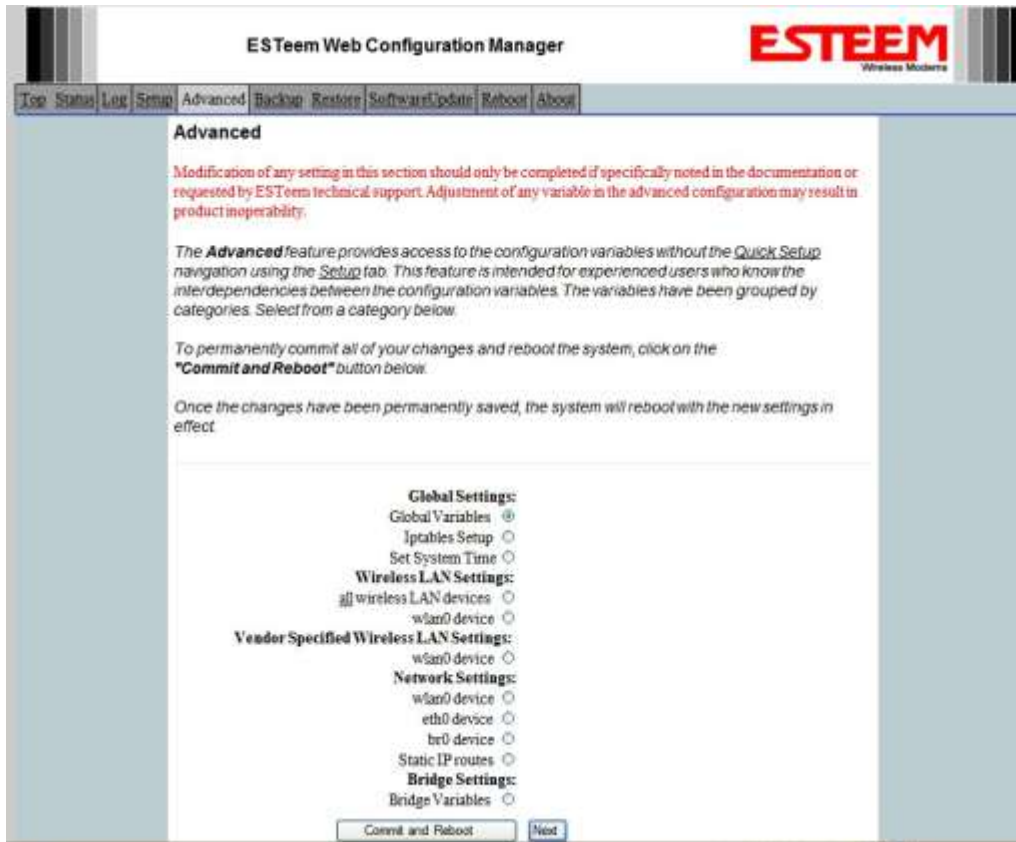 ESTeem Web Configuration Manager
ESTEEM
Wireless Modems
Top Status Log Setup Advanced Backup Restore SoftwareUpdate Reboot About
Advanced
Modification of any setting in this section should only be completed if specifically noted in the documentation or
requested by ESTeem technical support. Adjustment of any variable in the advanced configuration may result in
product inoperability.
The Advanced feature provides access to the configuration variables without the Quick Setup
navigation using the Setup tab. This feature is intended for experienced users who know the
interdependencies between the configuration variables. The variables have been grouped by
categories. Select from a category below.
To permanently commit all of your changes and reboot the system, click on the
"Commit and Reboot" button below.
Once the changes have been permanently saved, the system will reboot with the new settings in
effect.
Global Settings:
Global Variables
Iptables Setup
Set System Time
Wireless LAN Settings:
all wireless LAN devices
wlan0 device
Vendor Specified Wireless LAN Settings:
wlan0 device
Network Settings:
wlan0 device
eth0 device
br0 device
Static IP routes
Bridge Settings:
Bridge Variables
Commit and Reboot Next